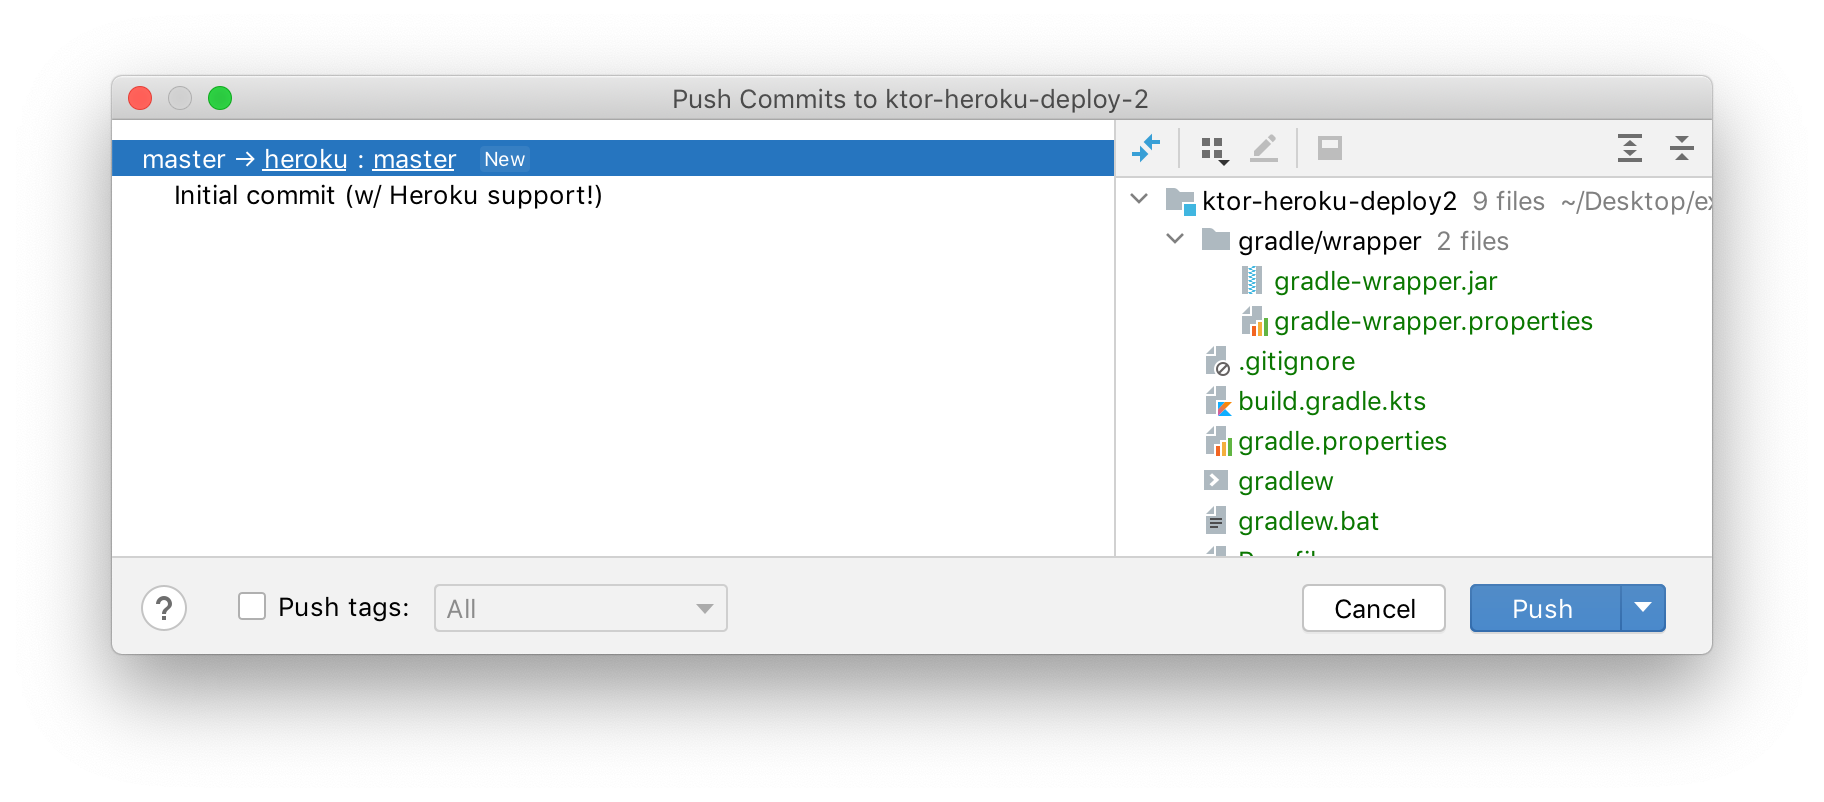 Push Commits to ktor-heroku-deploy-2
master → heroku : master New
Initial commit (w/ Heroku support!)
ktor-heroku-deploy2 9 files ~/Desktop/ex
gradle/wrapper 2 files
gradle-wrapper.jar
gradle-wrapper.properties
.gitignore
build.gradle.kts
gradle.properties
gradlew
gradlew.bat
? Push tags: All
Cancel Push